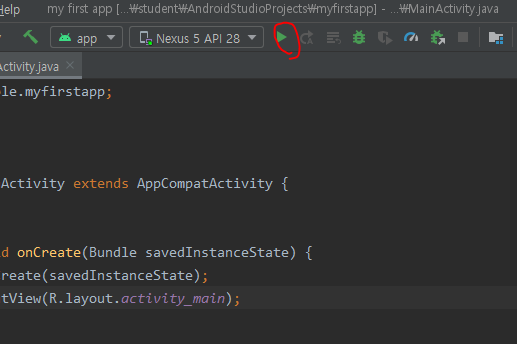 Help my first app [...₩student₩AndroidStudioProjects₩myfirstapp] - ...₩MainActivity.java
app Nexus 5 API 28
Activity.java
le.myfirstapp;
Activity extends AppCompatActivity {
d onCreate(Bundle savedInstanceState) {
reate(savedInstanceState);
tView(R.layout.activity_main);